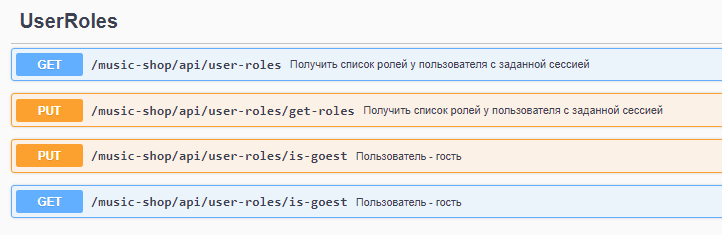 UserRoles
GET /music-shop/api/user-roles Получить список ролей у пользователя с заданной сессией
PUT /music-shop/api/user-roles/get-roles Получить список ролей у пользователя с заданной сессией
PUT /music-shop/api/user-roles/is-goest Пользователь - гость
GET /music-shop/api/user-roles/is-goest Пользователь - гость